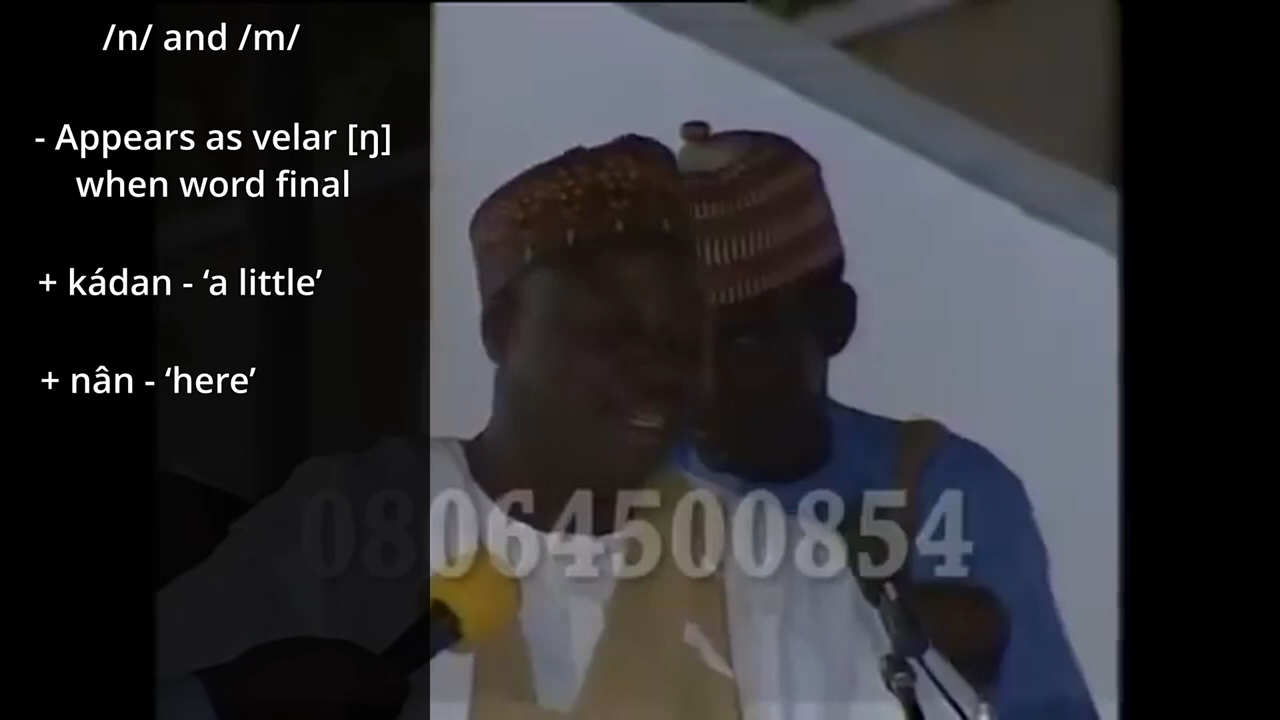 /n/ and /m/
- Appears as velar [ŋ]
when word final
+ kádan - ‘a little’
+ nân - ‘here’
08064500854